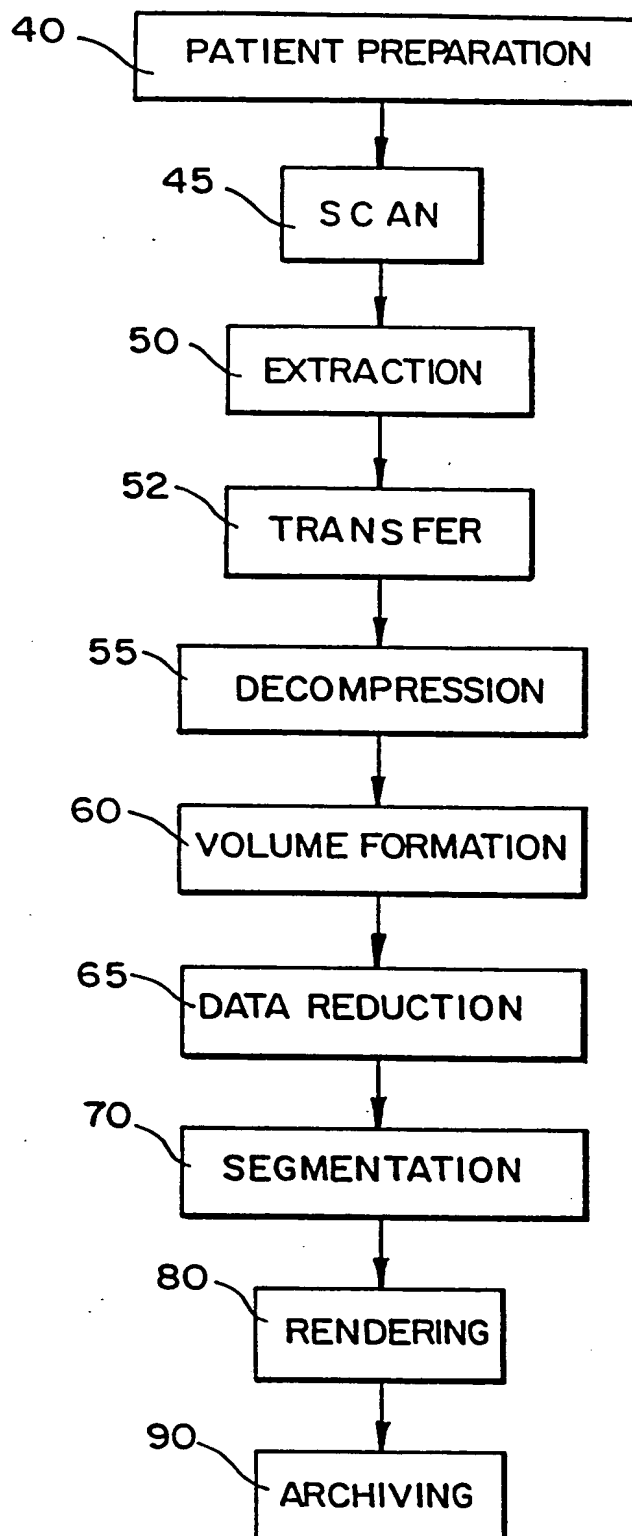 40
PATIENT PREPARATION
45
SCAN
50
EXTRACTION
52
TRANSFER
55
DECOMPRESSION
60
VOLUME FORMATION
65
DATA REDUCTION
70
SEGMENTATION
80
RENDERING
90
ARCHIVING